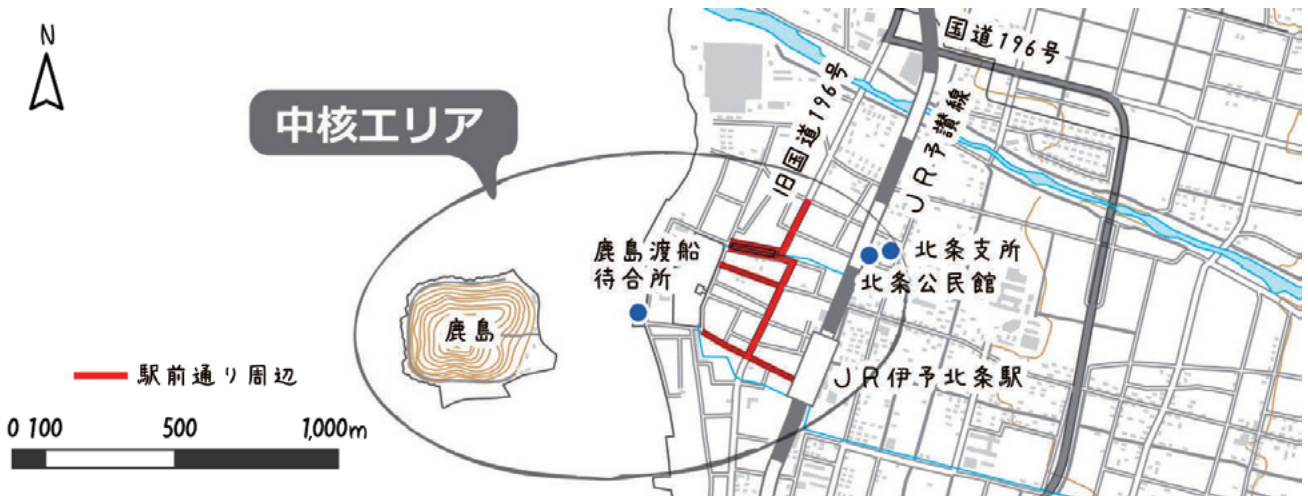 N
国道196号
中核エリア
旧国道196号
JR予讃線
鹿島渡船
待合所
北条支所
北条公民館
鹿島
駅前通り周辺
JR伊予北条駅
0 100 500 1,000m